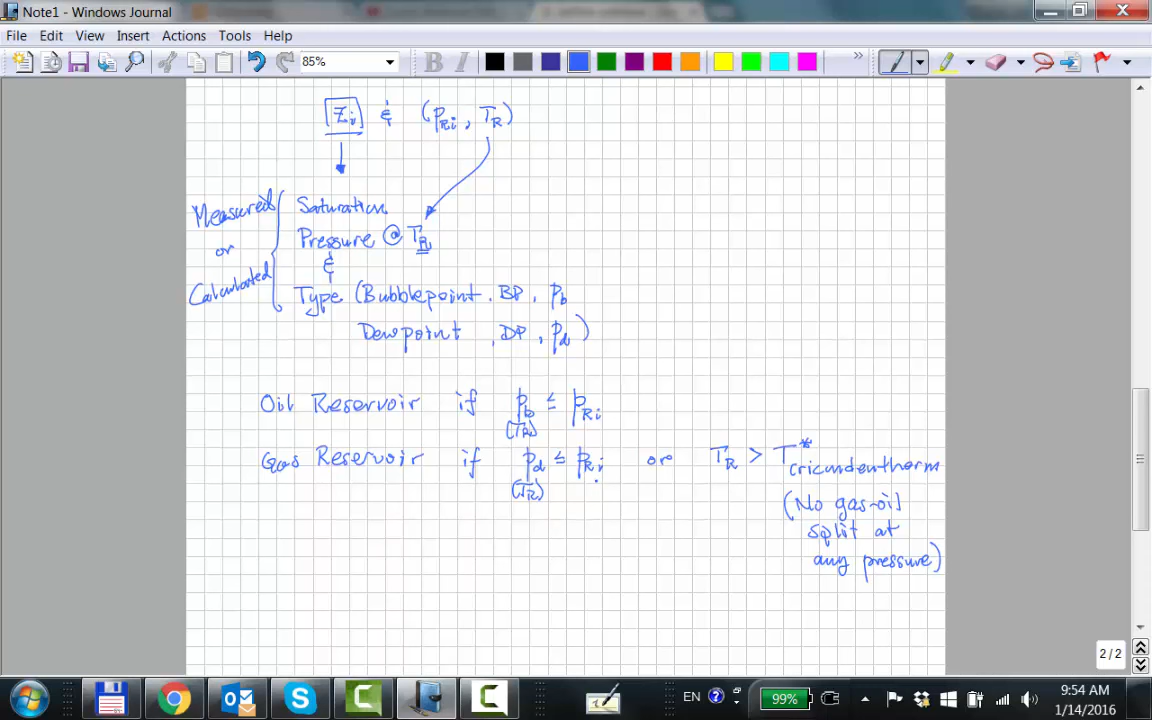 Note1 - Windows Journal
File Edit View Insert Actions Tools Help
85%
Zi & (pRi, TR)
Measured or Calculated
Saturation
Pressure @ TR
&
Type (Bubblepoint, BP, pb
Dewpoint, DP, pd)
Oil Reservoir if pb ≤ pRi
(TR)
Gas Reservoir if pd ≤ pRi or TR > T*cricundentherm
(TR)
(No gas-oil
split at
any pressure)
2 / 2
EN
99%
9:54 AM
1/14/2016